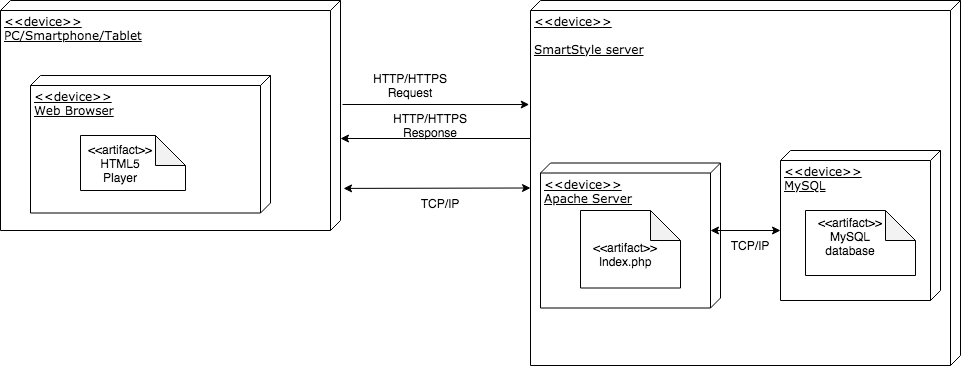 <<device>>
PC/Smartphone/Tablet
<<device>>
Web Browser
<<artifact>>
HTML5
Player
HTTP/HTTPS
Request
HTTP/HTTPS
Response
TCP/IP
<<device>>
SmartStyle server
<<device>>
Apache Server
<<artifact>>
Index.php
TCP/IP
<<device>>
MySQL
<<artifact>>
MySQL
database